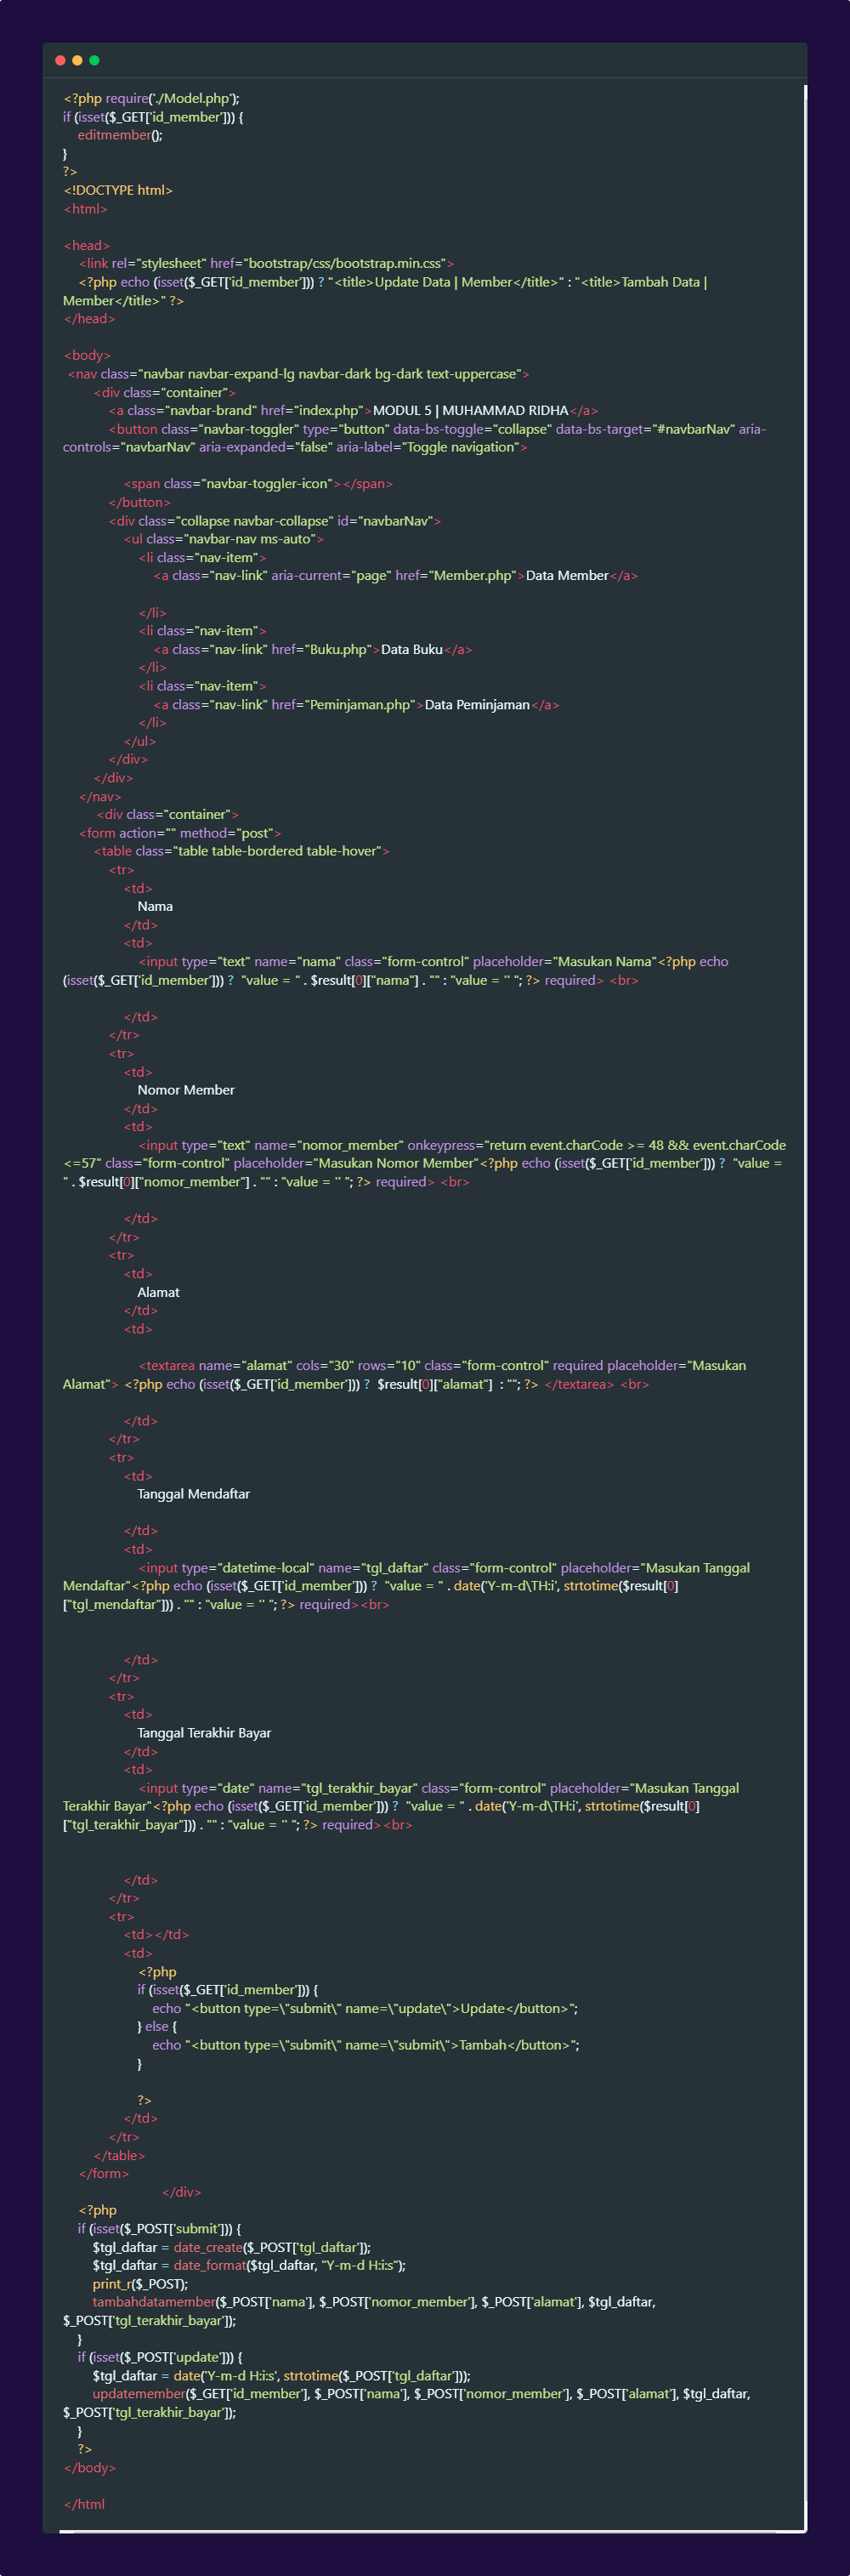 <?php require('./Model.php');
if (isset($_GET['id_member'])) {
    editmember();
}
?>
<!DOCTYPE html>
<html>

<head>
    <link rel="stylesheet" href="bootstrap/css/bootstrap.min.css">
    <?php echo (isset($_GET['id_member'])) ? "<title>Update Data | Member</title>" : "<title>Tambah Data |
Member</title>" ?>
</head>

<body>
 <nav class="navbar navbar-expand-lg navbar-dark bg-dark text-uppercase">
        <div class="container">
            <a class="navbar-brand" href="index.php">MODUL 5 | MUHAMMAD RIDHA</a>
            <button class="navbar-toggler" type="button" data-bs-toggle="collapse" data-bs-target="#navbarNav" aria-
controls="navbarNav" aria-expanded="false" aria-label="Toggle navigation">

                <span class="navbar-toggler-icon"></span>
            </button>
            <div class="collapse navbar-collapse" id="navbarNav">
                <ul class="navbar-nav ms-auto">
                    <li class="nav-item">
                        <a class="nav-link" aria-current="page" href="Member.php">Data Member</a>

                    </li>
                    <li class="nav-item">
                        <a class="nav-link" href="Buku.php">Data Buku</a>
                    </li>
                    <li class="nav-item">
                        <a class="nav-link" href="Peminjaman.php">Data Peminjaman</a>
                    </li>
                </ul>
            </div>
        </div>
    </nav>
         <div class="container">
    <form action="" method="post">
        <table class="table table-bordered table-hover">
            <tr>
                <td>
                    Nama
                </td>
                <td>
                    <input type="text" name="nama" class="form-control" placeholder="Masukan Nama"<?php echo
(isset($_GET['id_member'])) ?  "value = " . $result[0]["nama"] . "" : "value = '' "; ?> required> <br>

                </td>
            </tr>
            <tr>
                <td>
                    Nomor Member
                </td>
                <td>
                    <input type="text" name="nomor_member" onkeypress="return event.charCode >= 48 && event.charCode
<=57" class="form-control" placeholder="Masukan Nomor Member"<?php echo (isset($_GET['id_member'])) ?  "value =
" . $result[0]["nomor_member"] . "" : "value = '' "; ?> required> <br>

                </td>
            </tr>
            <tr>
                <td>
                    Alamat
                </td>
                <td>

                    <textarea name="alamat" cols="30" rows="10" class="form-control" required placeholder="Masukan
Alamat"> <?php echo (isset($_GET['id_member'])) ?  $result[0]["alamat"]  : ""; ?> </textarea> <br>

                </td>
            </tr>
            <tr>
                <td>
                    Tanggal Mendaftar

                </td>
                <td>
                    <input type="datetime-local" name="tgl_daftar" class="form-control" placeholder="Masukan Tanggal
Mendaftar"<?php echo (isset($_GET['id_member'])) ?  "value = " . date('Y-m-d\TH:i', strtotime($result[0]
["tgl_mendaftar"])) . "" : "value = '' "; ?> required><br>


                </td>
            </tr>
            <tr>
                <td>
                    Tanggal Terakhir Bayar
                </td>
                <td>
                    <input type="date" name="tgl_terakhir_bayar" class="form-control" placeholder="Masukan Tanggal
Terakhir Bayar"<?php echo (isset($_GET['id_member'])) ?  "value = " . date('Y-m-d\TH:i', strtotime($result[0]
["tgl_terakhir_bayar"])) . "" : "value = '' "; ?> required><br>


                </td>
            </tr>
            <tr>
                <td></td>
                <td>
                    <?php
                    if (isset($_GET['id_member'])) {
                        echo "<button type=\"submit\" name=\"update\">Update</button>";
                    } else {
                        echo "<button type=\"submit\" name=\"submit\">Tambah</button>";
                    }

                    ?>
                </td>
            </tr>
        </table>
    </form>
                          </div>
    <?php
    if (isset($_POST['submit'])) {
        $tgl_daftar = date_create($_POST['tgl_daftar']);
        $tgl_daftar = date_format($tgl_daftar, "Y-m-d H:i:s");
        print_r($_POST);
        tambahdatamember($_POST['nama'], $_POST['nomor_member'], $_POST['alamat'], $tgl_daftar,
$_POST['tgl_terakhir_bayar']);
    }
    if (isset($_POST['update'])) {
        $tgl_daftar = date('Y-m-d H:i:s', strtotime($_POST['tgl_daftar']));
        updatemember($_GET['id_member'], $_POST['nama'], $_POST['nomor_member'], $_POST['alamat'], $tgl_daftar,
$_POST['tgl_terakhir_bayar']);
    }
    ?>
</body>

</html